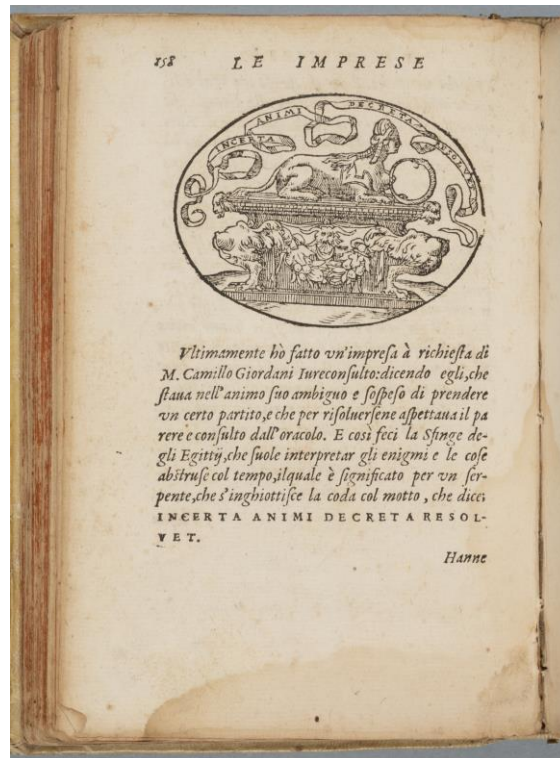 158 LE IMPRESE
INCERTA ANIMI DECRETA RESOLVET
Vltimamente hò fatto vn'impreſa à richieſta di
M. Camillo Giordani Iureconſulto: dicendo egli, che
ſtaua nell'animo ſuo ambiguo e ſoſpeſo di prendere
vn certo partito, e che per riſoluerſene aſpettaua il pa
rere e conſulto dall'oracolo. E così feci la Sfinge de-
gli Egittij, che ſuole interpretar gli enigmi e le coſe
abſtruſe col tempo, ilquale è ſignificato per vn ſer-
pente, che s'inghiottiſce la coda col motto, che dice:
INCERTA ANIMI DECRETA RESOL-
VET.
Hanne